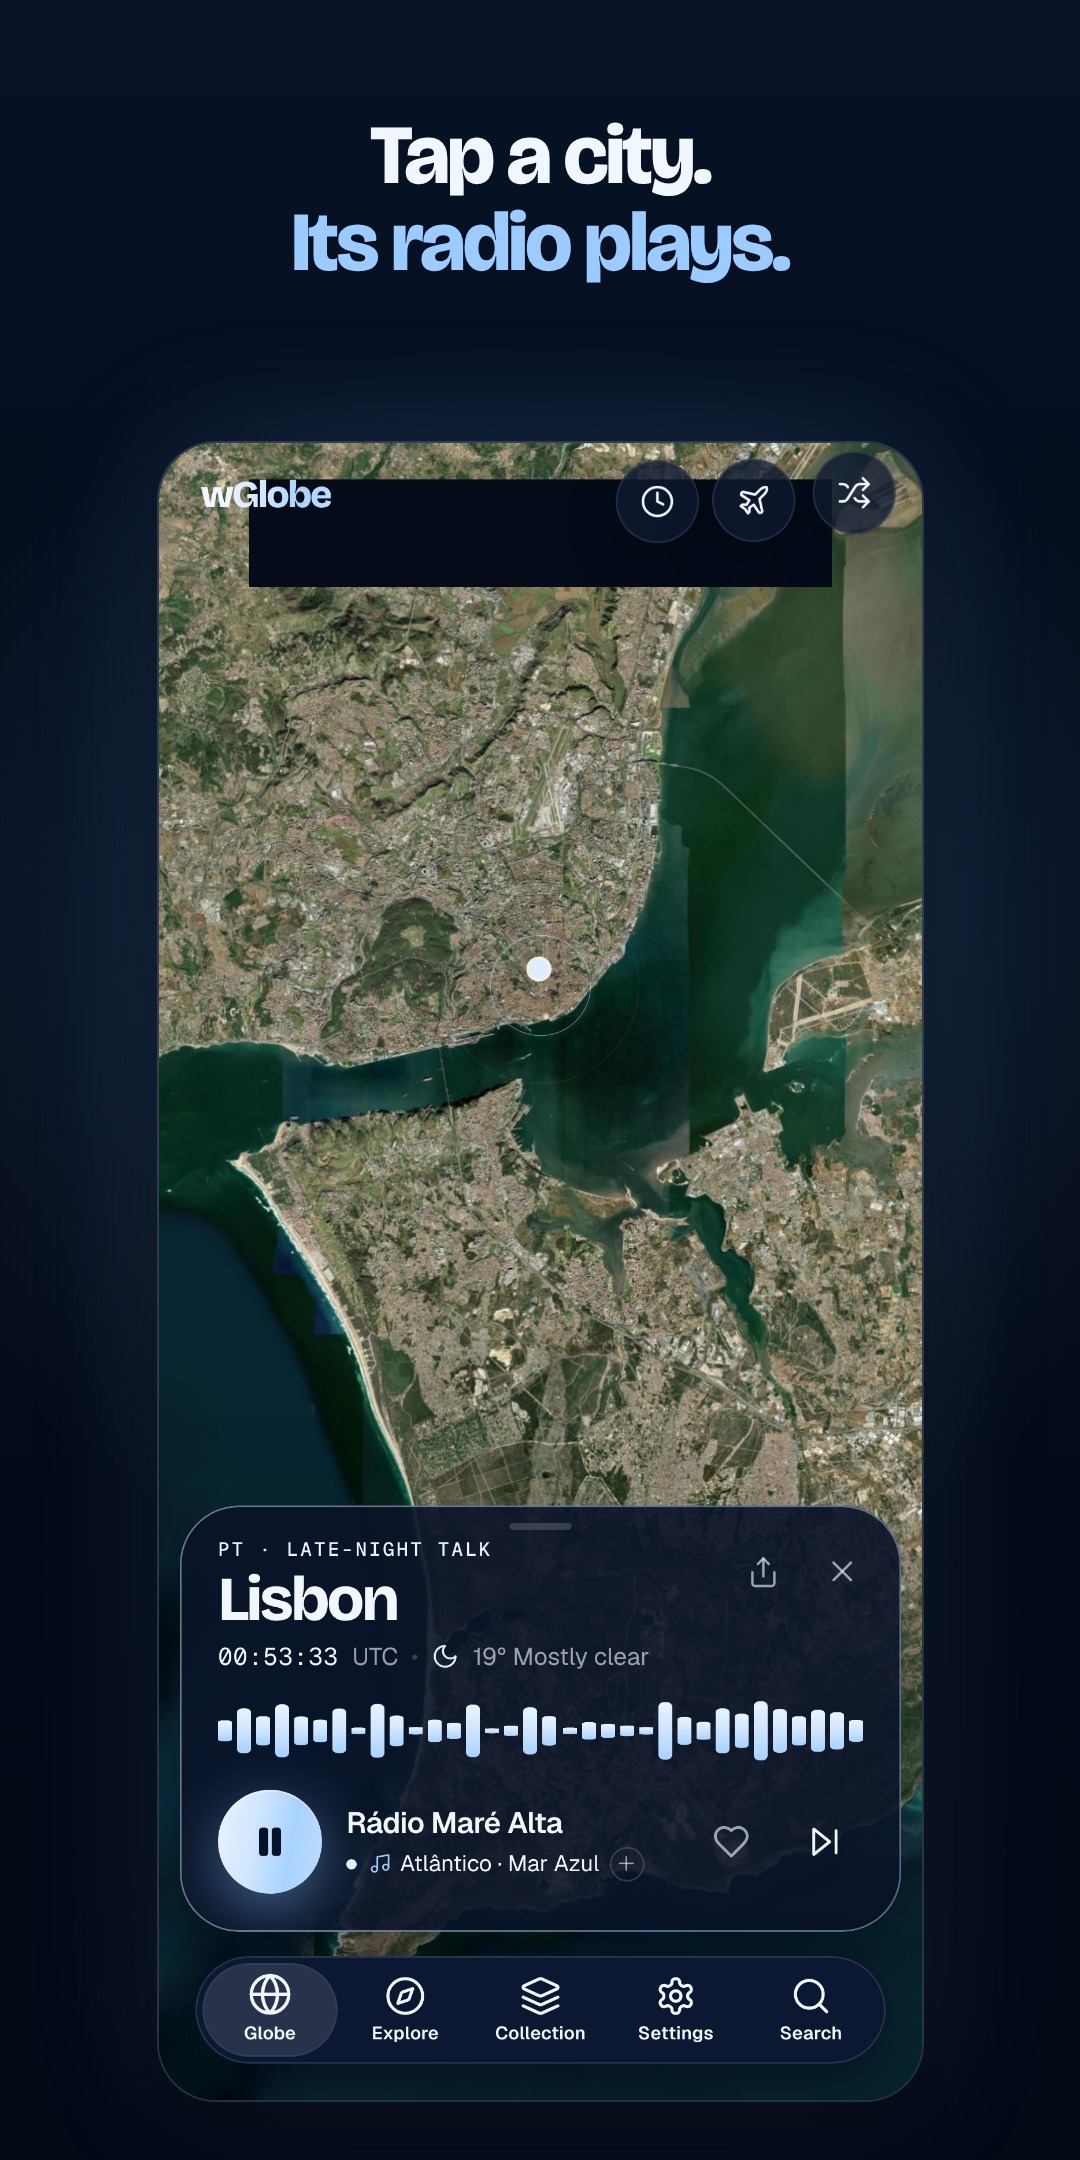 Tap a city.
Its radio plays.
wGlobe
PT · LATE-NIGHT TALK
Lisbon
00:53:33 UTC • 19° Mostly clear
Rádio Maré Alta
Atlântico · Mar Azul
Globe
Explore
Collection
Settings
Search